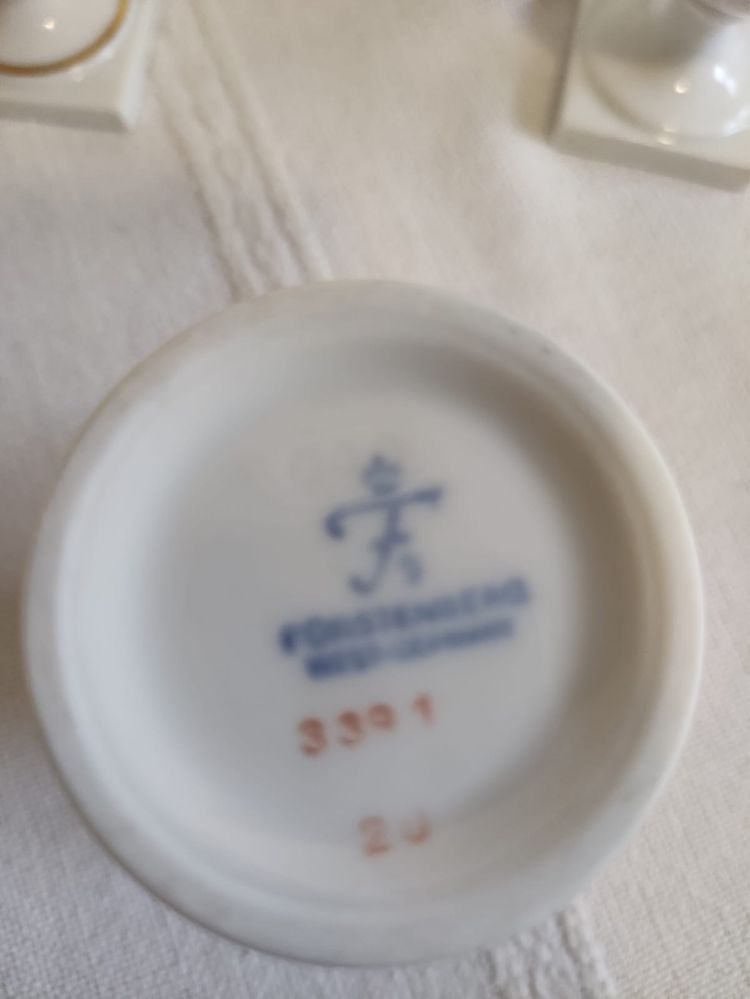 F
FÜRSTENBERG
WEST-GERMANY
3391